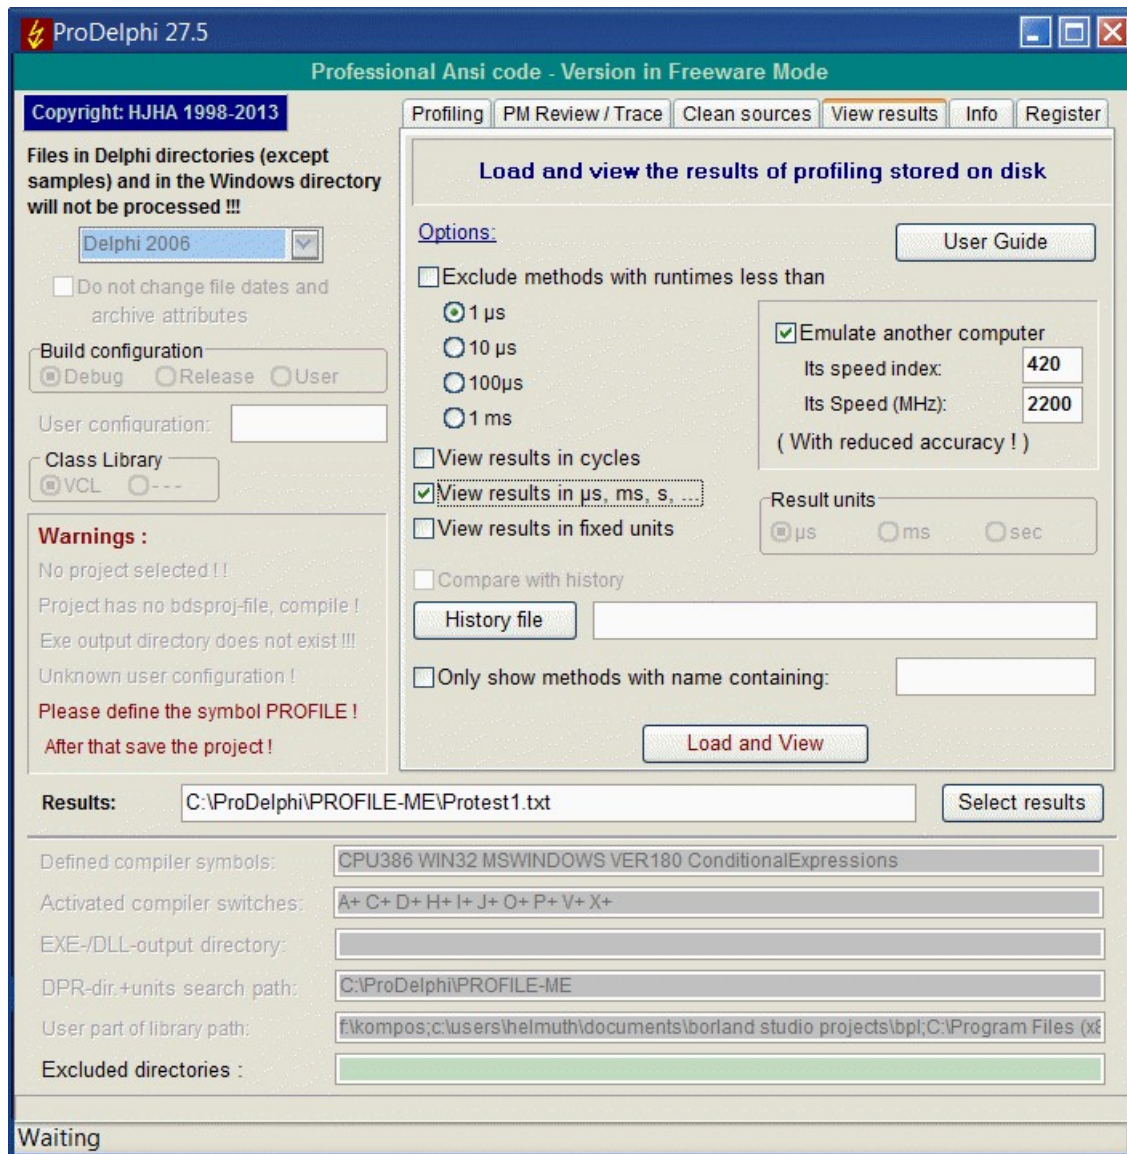 ProDelphi 27.5
Professional Ansi code - Version in Freeware Mode
Copyright: HJHA 1998-2013
Files in Delphi directories (except
samples) and in the Windows directory
will not be processed !!!
Delphi 2006
Do not change file dates and
archive attributes
Build configuration
Debug Release User
User configuration:
Class Library
VCL ---
Warnings :
No project selected ! !
Project has no bdsproj-file, compile !
Exe output directory does not exist !!!
Unknown user configuration !
Please define the symbol PROFILE !
After that save the project !
Profiling PM Review / Trace Clean sources View results Info Register
Load and view the results of profiling stored on disk
Options:
User Guide
Exclude methods with runtimes less than
1 µs
10 µs
100µs
1 ms
Emulate another computer
Its speed index: 420
Its Speed (MHz): 2200
( With reduced accuracy ! )
View results in cycles
View results in µs, ms, s, ...
View results in fixed units
Result units
µs ms sec
Compare with history
History file
Only show methods with name containing:
Load and View
Results: C:\ProDelphi\PROFILE-ME\Protest1.txt Select results
Defined compiler symbols: CPU386 WIN32 MSWINDOWS VER180 ConditionalExpressions
Activated compiler switches: A+ C+ D+ H+ I+ J+ O+ P+ V+ X+
EXE-/DLL-output directory:
DPR-dir.+units search path: C:\ProDelphi\PROFILE-ME
User part of library path: f:\kompos;c:\users\helmuth\documents\borland studio projects\bpl;C:\Program Files (x8
Excluded directories :
Waiting